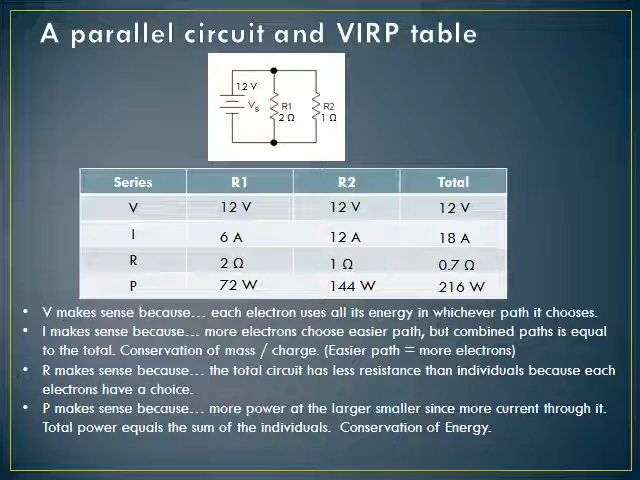 A parallel circuit and VIRP table
12 V
Vs
R1
2 Ω
R2
1 Ω
Series R1 R2 Total
V 12 V 12 V 12 V
I 6 A 12 A 18 A
R 2 Ω 1 Ω 0.7 Ω
P 72 W 144 W 216 W
• V makes sense because… each electron uses all its energy in whichever path it chooses.
• I makes sense because… more electrons choose easier path, but combined paths is equal
to the total. Conservation of mass / charge. (Easier path = more electrons)
• R makes sense because… the total circuit has less resistance than individuals because each
electrons have a choice.
• P makes sense because… more power at the larger smaller since more current through it.
Total power equals the sum of the individuals. Conservation of Energy.